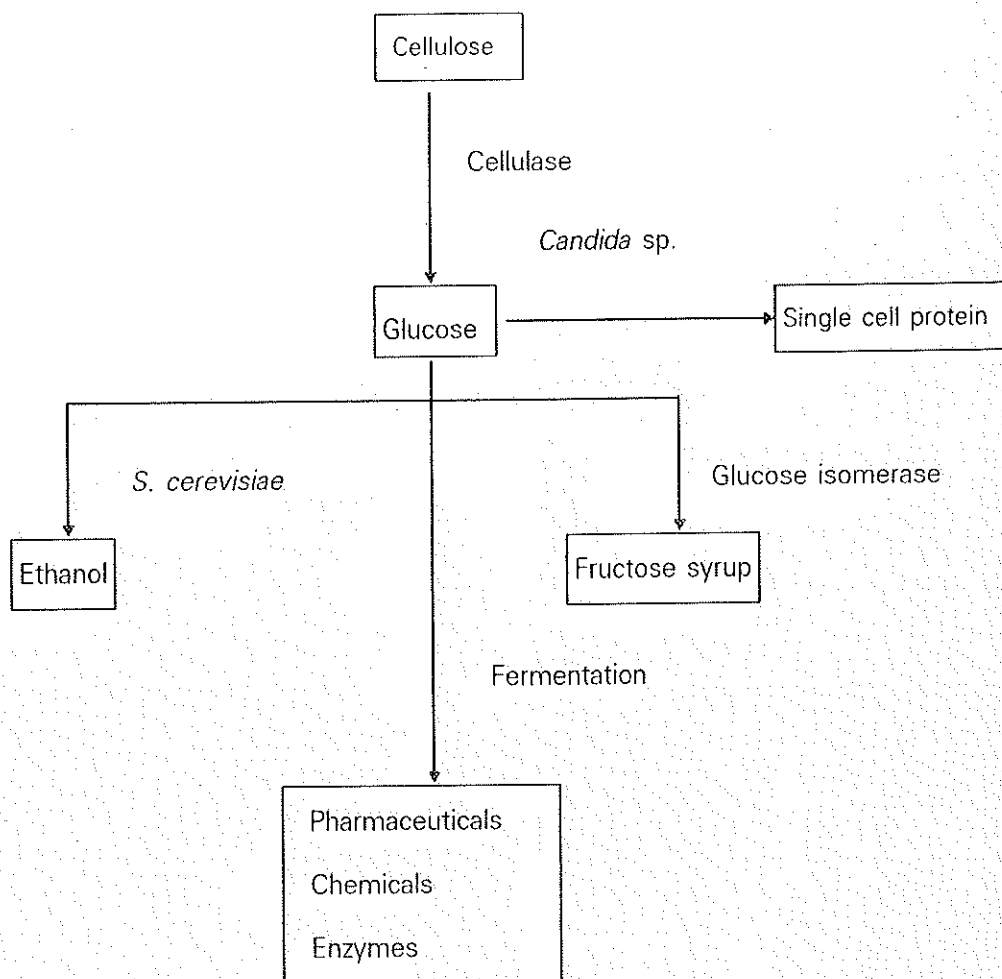 Cellulose
Cellulase
Candida sp.
Glucose
Single cell protein
S. cerevisiae
Glucose isomerase
Ethanol
Fructose syrup
Fermentation
Pharmaceuticals
Chemicals
Enzymes